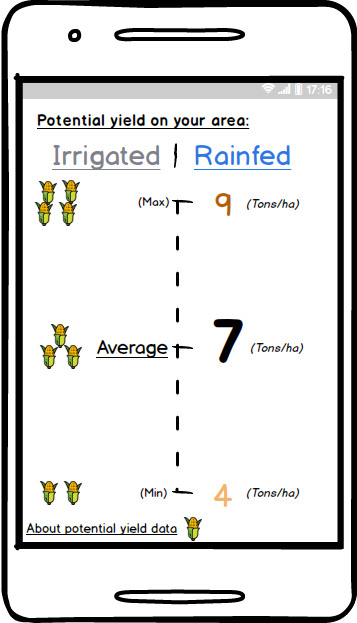 17:16
Potential yield on your area:
Irrigated | Rainfed
(Max) 9 (Tons/ha)
Average 7 (Tons/ha)
(Min) 4 (Tons/ha)
About potential yield data